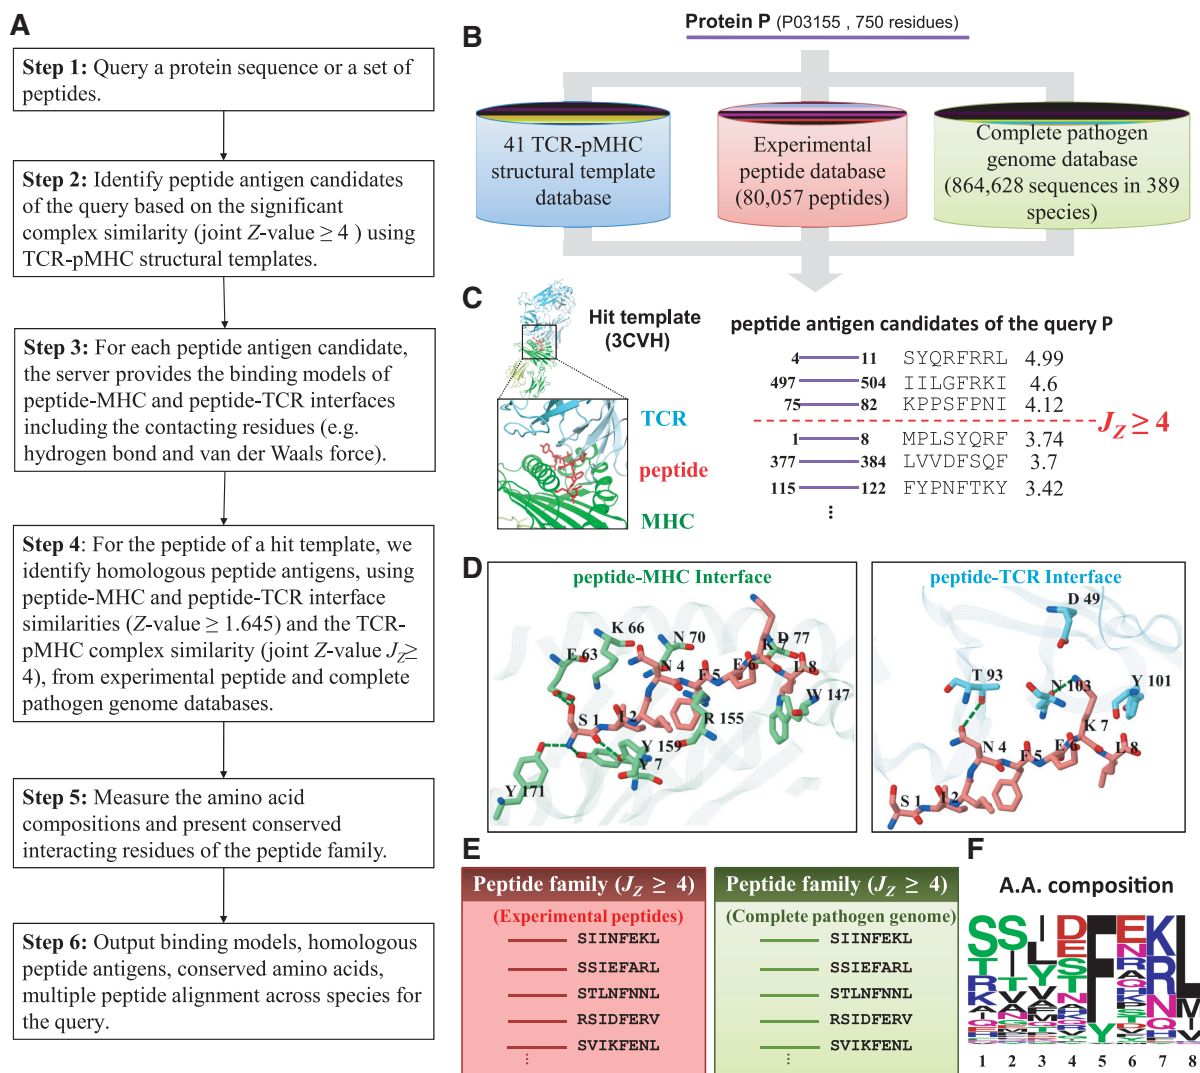 A
Step 1: Query a protein sequence or a set of
peptides.
Step 2: Identify peptide antigen candidates
of the query based on the significant
complex similarity (joint Z-value ≥ 4 ) using
TCR-pMHC structural templates.
Step 3: For each peptide antigen candidate,
the server provides the binding models of
peptide-MHC and peptide-TCR interfaces
including the contacting residues (e.g.
hydrogen bond and van der Waals force).
Step 4: For the peptide of a hit template, we
identify homologous peptide antigens, using
peptide-MHC and peptide-TCR interface
similarities (Z-value ≥ 1.645) and the TCR-
pMHC complex similarity (joint Z-value JZ≥
4), from experimental peptide and complete
pathogen genome databases.
Step 5: Measure the amino acid
compositions and present conserved
interacting residues of the peptide family.
Step 6: Output binding models, homologous
peptide antigens, conserved amino acids,
multiple peptide alignment across species for
the query.
B
Protein P (P03155 , 750 residues)
41 TCR-pMHC
structural template
database
Experimental
peptide database
(80,057 peptides)
Complete pathogen
genome database
(864,628 sequences in 389
species)
C
Hit template
(3CVH)
TCR
peptide
MHC
peptide antigen candidates of the query P
4 11 SYQRFRRL 4.99
497 504 IILGFRKI 4.6
75 82 KPPSFPNI 4.12
JZ ≥ 4
1 8 MPLSYQRF 3.74
377 384 LVVDFSQF 3.7
115 122 FYPNFTKY 3.42
⋮
D
peptide-MHC Interface
K 66
N 70
D 77
E 63
N 4
E 6
K
L 8
F 5
W 147
S 1
I 2
R 155
Y 159
Y 7
Y 171
peptide-TCR Interface
D 49
T 93
N 103
Y 101
K 7
N 4
F 5
E 6
L 8
S 1
I 2
E
Peptide family (JZ ≥ 4)
(Experimental peptides)
SIINFEKL
SSIEFARL
STLNFNNL
RSIDFERV
SVIKFENL
⋮
Peptide family (JZ ≥ 4)
(Complete pathogen genome)
SIINFEKL
SSIEFARL
STLNFNNL
RSIDFERV
SVIKFENL
⋮
F
A.A. composition
S S I D F E K L
1 2 3 4 5 6 7 8